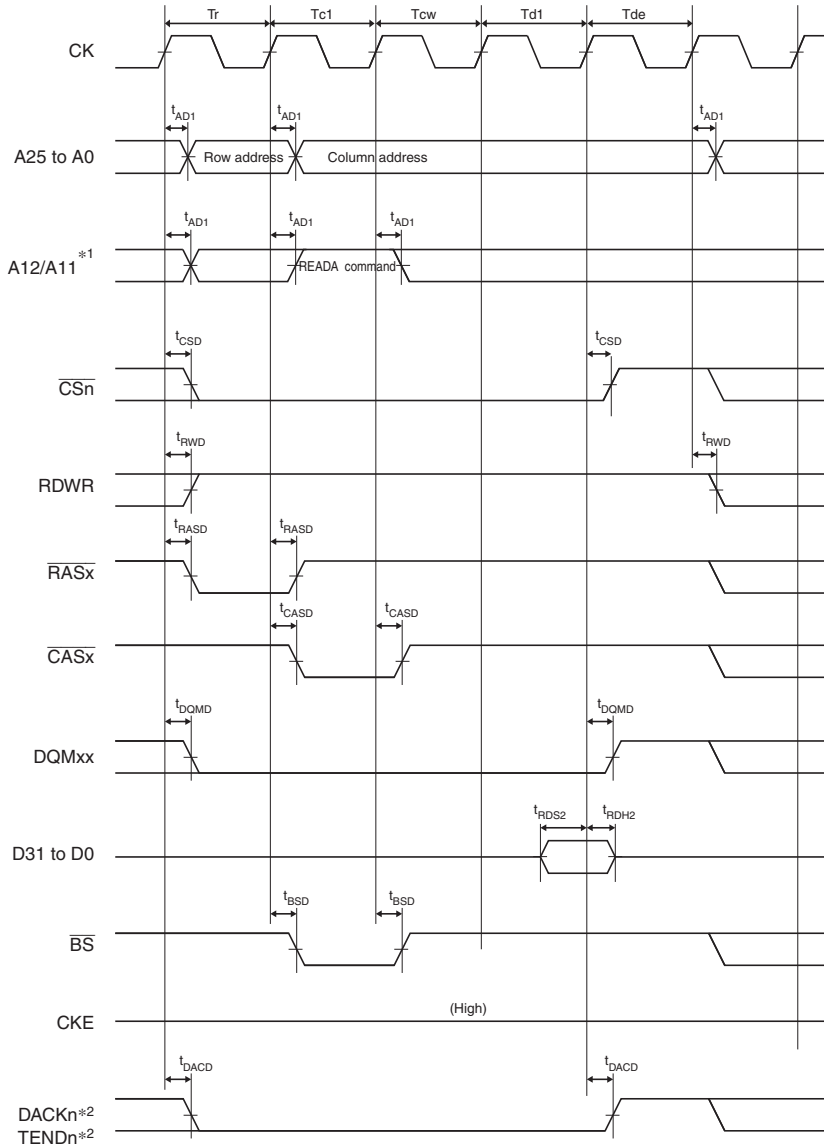 Tr Tc1 Tcw Td1 Tde
CK
tAD1 tAD1 tAD1
A25 to A0 Row address Column address
tAD1 tAD1 tAD1
A12/A11*1 READA command
tCSD tCSD
CSn
tRWD tRWD
RDWR
tRASD tRASD
RASx
tCASD tCASD
CASx
tDQMD tDQMD
DQMxx
tRDS2 tRDH2
D31 to D0
tBSD tBSD
BS
(High)
CKE
tDACD tDACD
DACKn*2
TENDn*2